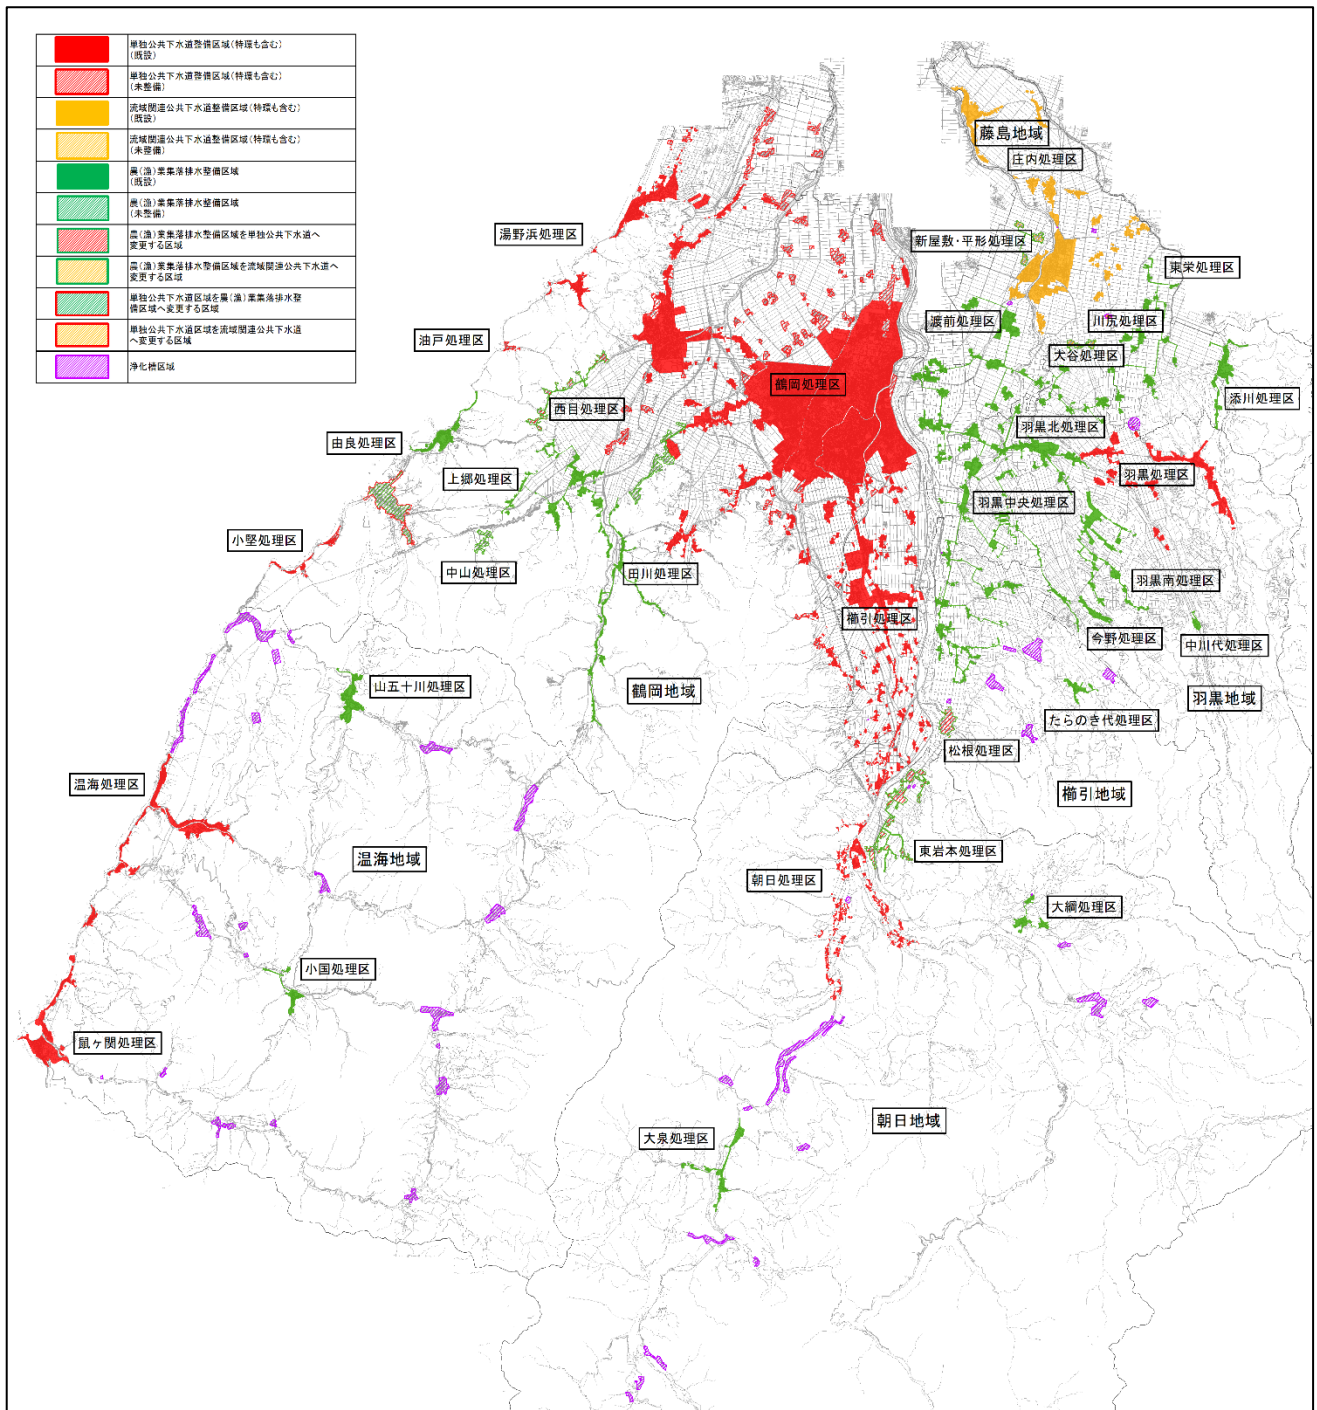 単独公共下水道整備区域(特環も含む)
(既設)
単独公共下水道整備区域(特環も含む)
(未整備)
流域関連公共下水道整備区域(特環も含む)
(既設)
流域関連公共下水道整備区域(特環も含む)
(未整備)
農(漁)業集落排水整備区域
(既設)
農(漁)業集落排水整備区域
(未整備)
農(漁)業集落排水整備区域を単独公共下水道へ
変更する区域
農(漁)業集落排水整備区域を流域関連公共下水道へ
変更する区域
単独公共下水道区域を農(漁)業集落排水整
備区域へ変更する区域
単独公共下水道区域を流域関連公共下水道
へ変更する区域
浄化槽区域
藤島地域
庄内処理区
湯野浜処理区
新屋敷・平形処理区
東栄処理区
渡前処理区
川尻処理区
油戸処理区
犬谷処理区
鶴岡処理区
添川処理区
西目処理区
羽黒北処理区
由良処理区
羽黒処理区
上郷処理区
羽黒中央処理区
小堅処理区
中山処理区
田川処理区
羽黒南処理区
櫛引処理区
今野処理区
中川代処理区
山五十川処理区
鶴岡地域
羽黒地域
たらのき代処理区
松根処理区
温海処理区
櫛引地域
温海地域
東岩本処理区
朝日処理区
大綱処理区
小国処理区
鼠ヶ関処理区
朝日地域
大泉処理区